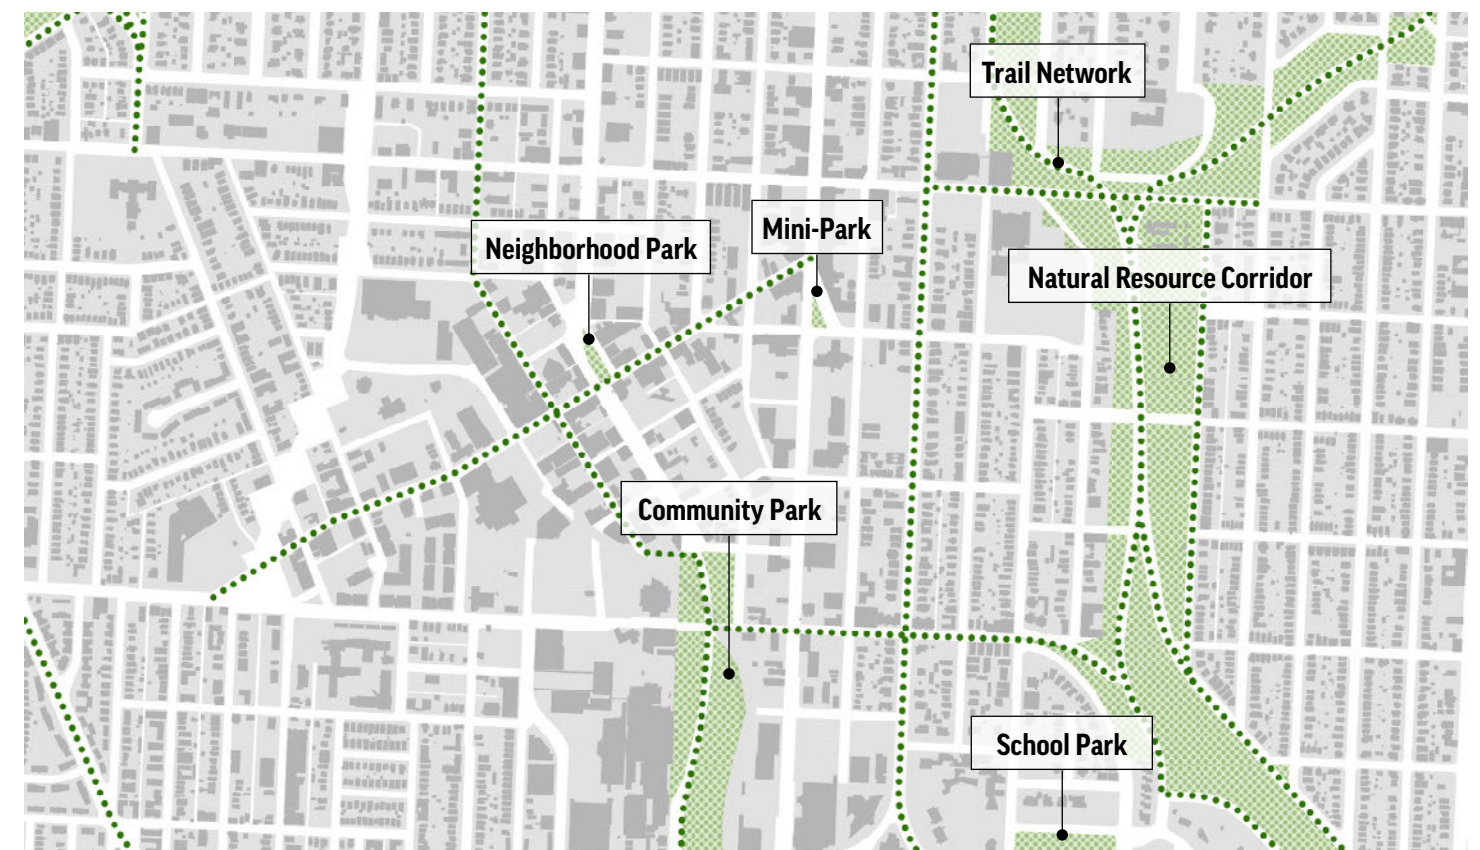 Trail Network
Mini-Park
Neighborhood Park
Natural Resource Corridor
Community Park
School Park